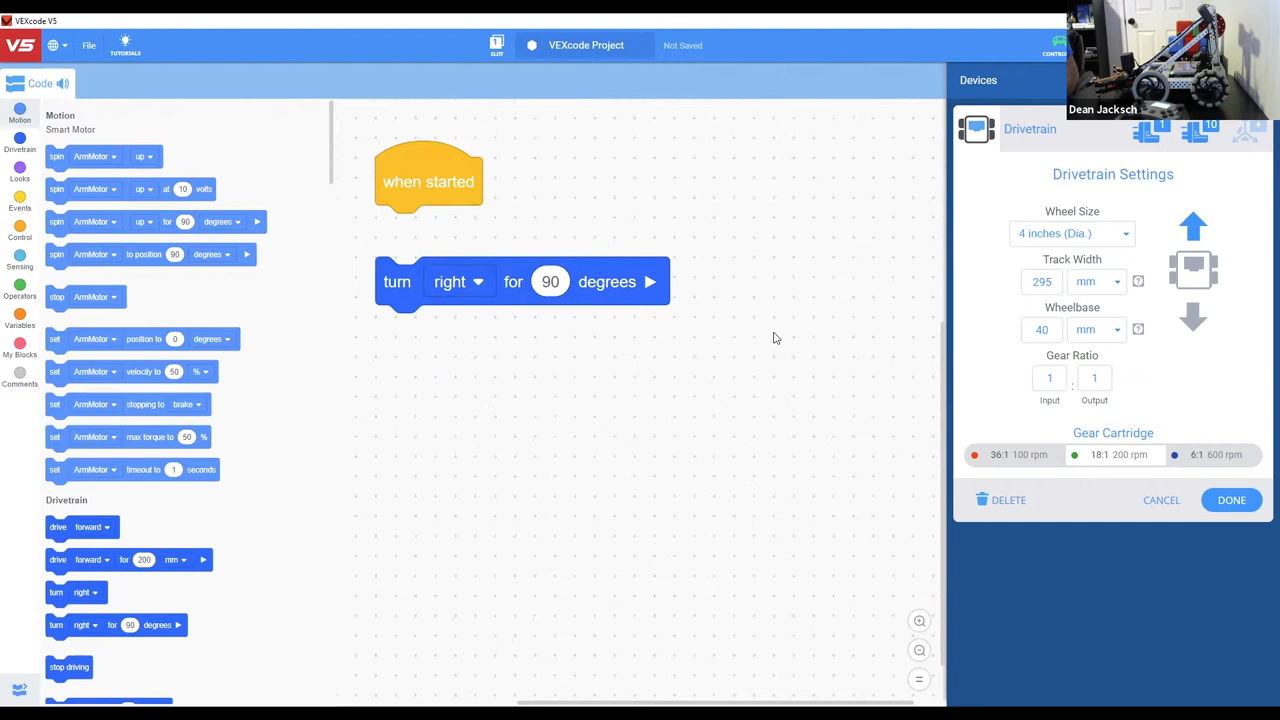 VEXcode V5
V5
File
TUTORIALS
1
SLOT
VEXcode Project
Not Saved
CONTRO
Dean Jacksch
Code
Devices
Motion
Drivetrain
Looks
Events
Control
Sensing
Operators
Variables
My Blocks
Comments
Motion
Smart Motor
spin ArmMotor up
spin ArmMotor up at 10 volts
spin ArmMotor up for 90 degrees
spin ArmMotor to position 90 degrees
stop ArmMotor
set ArmMotor position to 0 degrees
set ArmMotor velocity to 50 %
set ArmMotor stopping to brake
set ArmMotor max torque to 50 %
set ArmMotor timeout to 1 seconds
Drivetrain
drive forward
drive forward for 200 mm
turn right
turn right for 90 degrees
stop driving
when started
turn right for 90 degrees
Drivetrain 1 10
Drivetrain Settings
Wheel Size
4 inches (Dia.)
Track Width
295 mm ?
Wheelbase
40 mm ?
Gear Ratio
1 : 1
Input Output
Gear Cartridge
36:1 100 rpm 18:1 200 rpm 6:1 600 rpm
DELETE CANCEL DONE